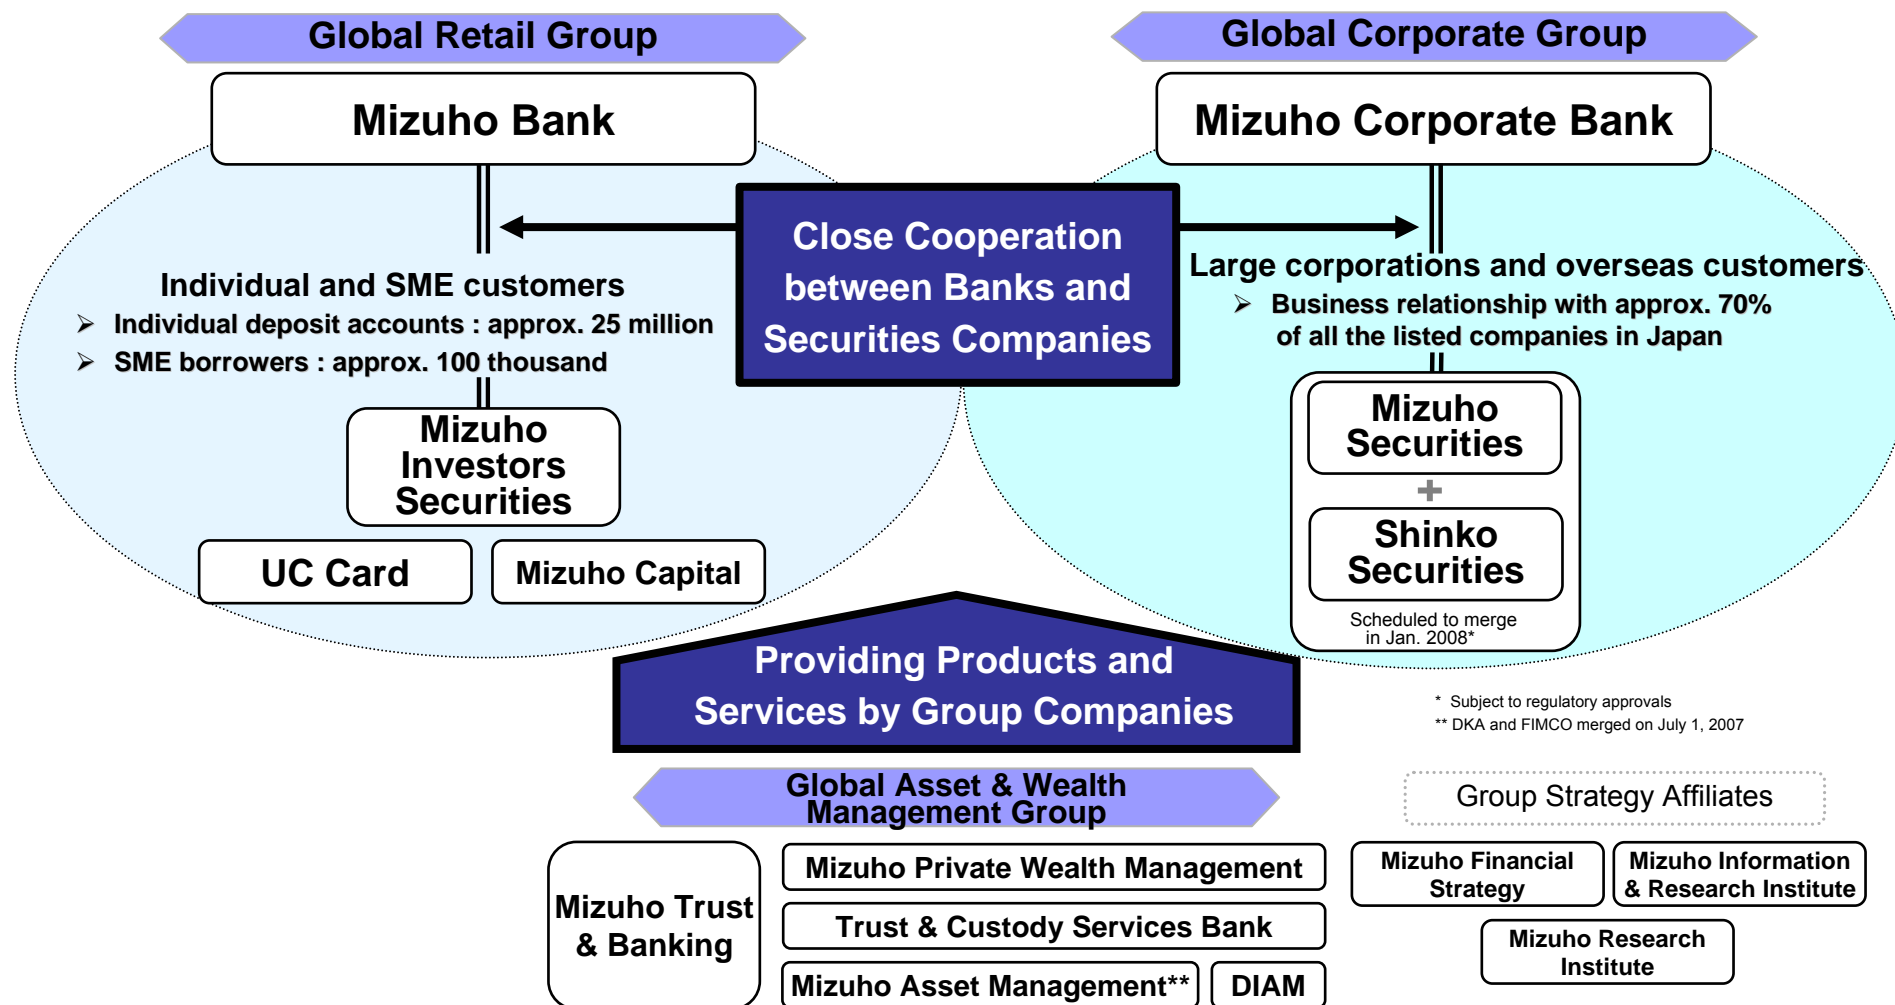 Global Retail Group
Global Corporate Group
Mizuho Bank
Mizuho Corporate Bank
Close Cooperation
between Banks and
Securities Companies
Individual and SME customers
➢ Individual deposit accounts : approx. 25 million
➢ SME borrowers : approx. 100 thousand
Large corporations and overseas customers
➢ Business relationship with approx. 70%
of all the listed companies in Japan
Mizuho
Investors
Securities
UC Card
Mizuho Capital
Mizuho
Securities
+
Shinko
Securities
Scheduled to merge
in Jan. 2008*
Providing Products and
Services by Group Companies
* Subject to regulatory approvals
** DKA and FIMCO merged on July 1, 2007
Global Asset & Wealth
Management Group
Mizuho Trust
& Banking
Mizuho Private Wealth Management
Trust & Custody Services Bank
Mizuho Asset Management**
DIAM
Group Strategy Affiliates
Mizuho Financial
Strategy
Mizuho Information
& Research Institute
Mizuho Research
Institute